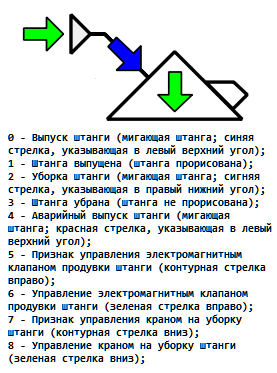 0 - Выпуск штанги (мигающая штанга; синяя
стрелка, указывающая в левый верхний угол);
1 - Штанга выпущена (штанга прорисована);
2 - Уборка штанги (мигающая штанга; сигняя
стрелка, указывающая в правый нижний угол);
3 - Штанга убрана (штанга не прорисована);
4 - Аварийный выпуск штанги (мигающая
штанга; красная стрелка, указывающая в левый
верхний угол);
5 - Признак управления электромагнитным
клапаном продувки штанги (контурная стрелка
вправо);
6 - Управление электромагнитным клапаном
продувки штанги (зеленая стрелка вправо);
7 - Признак управления краном на уборку
штанги (контурная стрелка вниз);
8 - Управление краном на уборку штанги
(зеленая стрелка вниз);